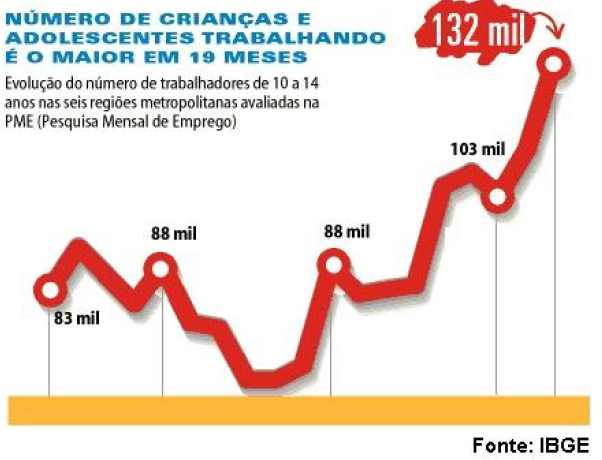 NÚMERO DE CRIANÇAS E
ADOLESCENTES TRABALHANDO
É O MAIOR EM 19 MESES
Evolução do número de trabalhadores de 10 a 14
anos nas seis regiões metropolitanas avaliadas na
PME (Pesquisa Mensal de Emprego)
132 mil
103 mil
88 mil
88 mil
83 mil
Fonte: IBGE